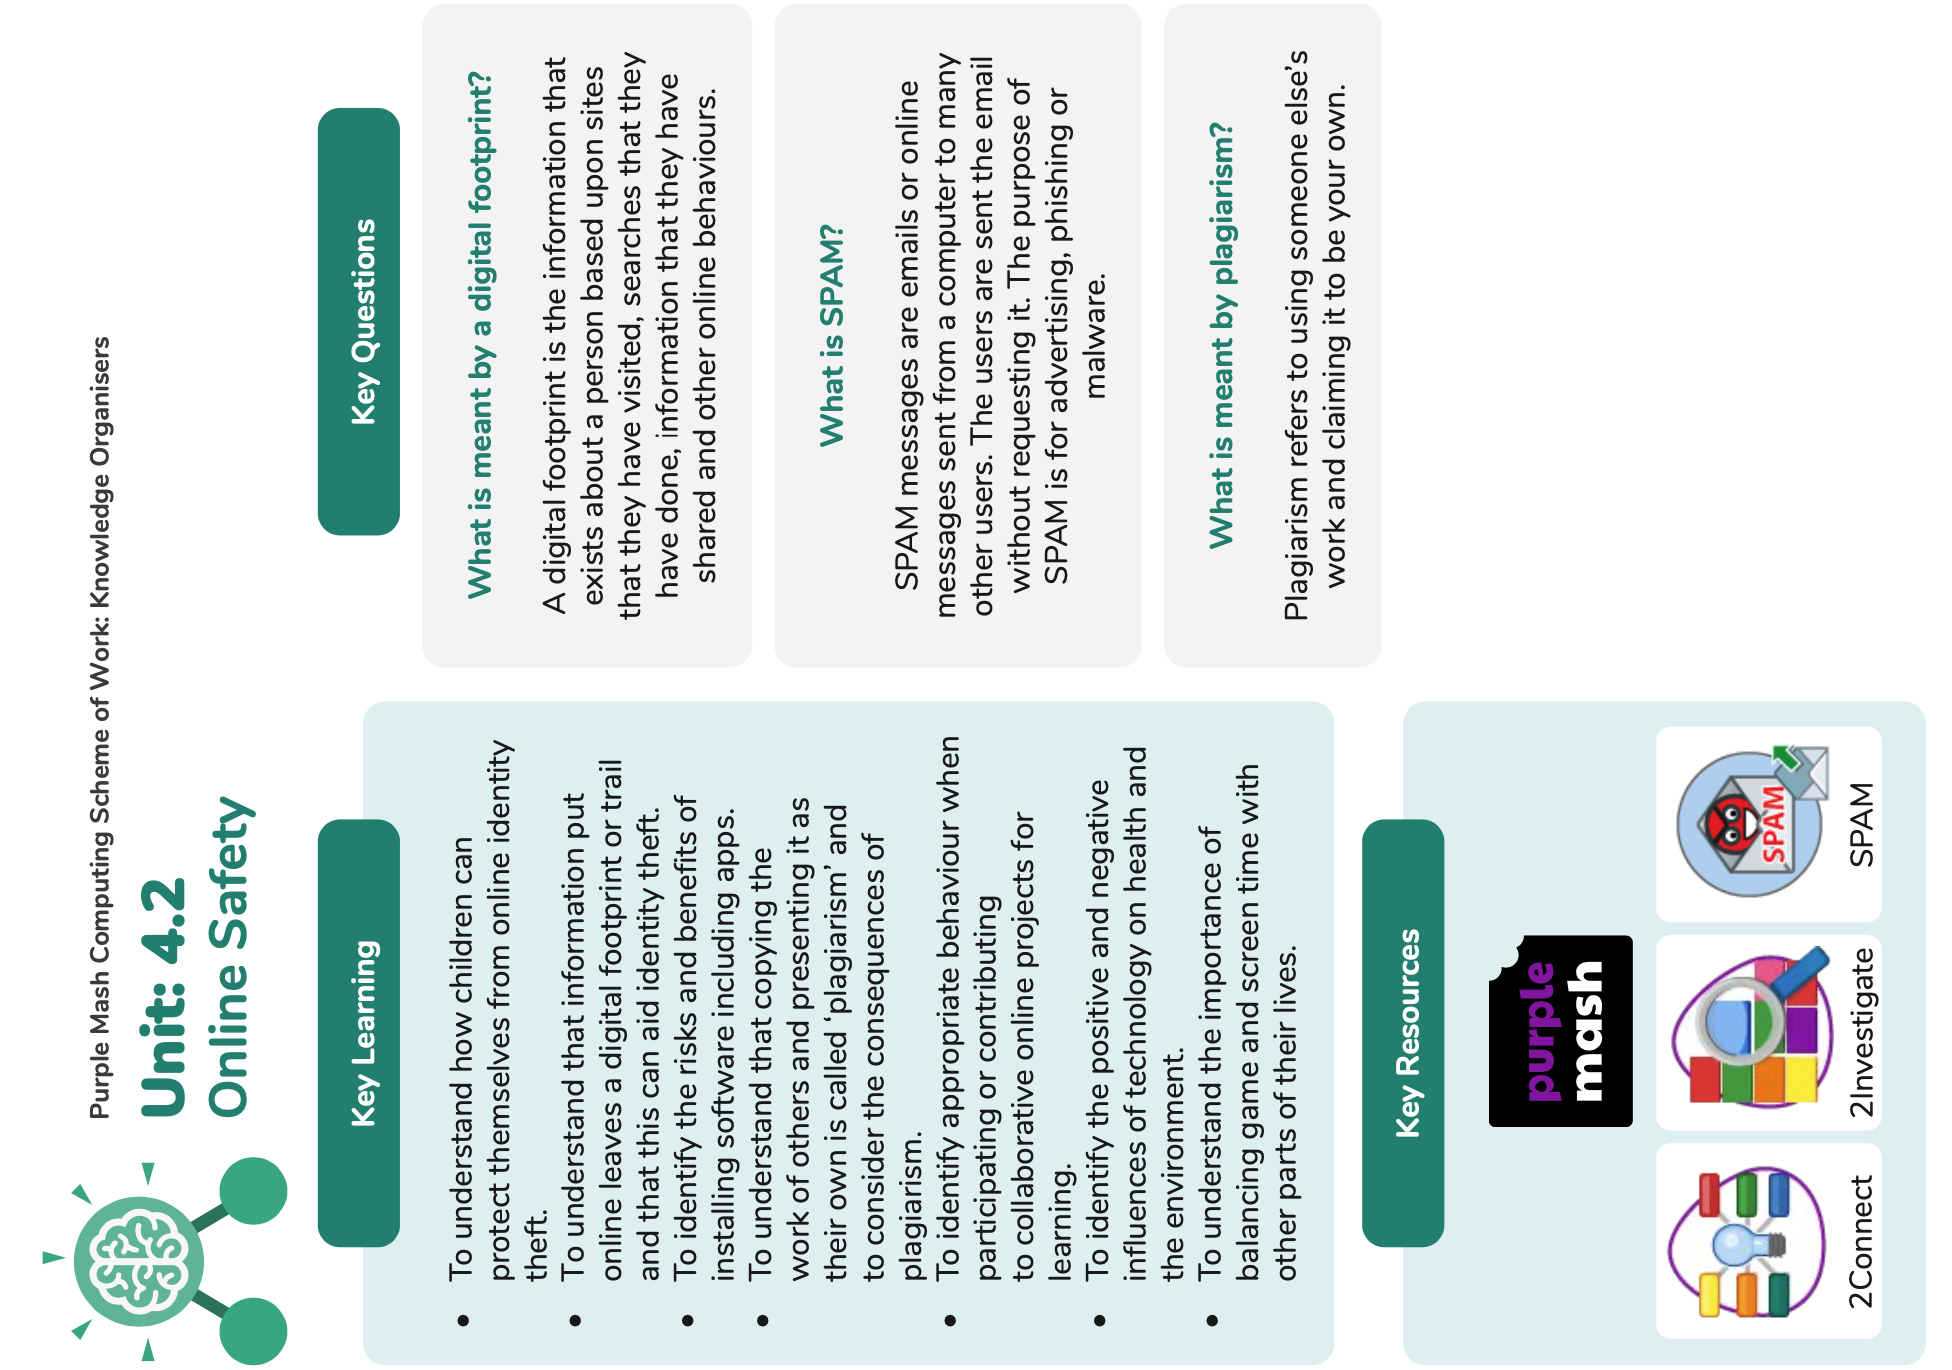 Purple Mash Computing Scheme of Work: Knowledge Organisers
Unit: 4.2
Online Safety
Key Learning
• To understand how children can
protect themselves from online identity
theft.
• To understand that information put
online leaves a digital footprint or trail
and that this can aid identity theft.
• To identify the risks and benefits of
installing software including apps.
• To understand that copying the
work of others and presenting it as
their own is called ‘plagiarism’ and
to consider the consequences of
plagiarism.
• To identify appropriate behaviour when
participating or contributing
to collaborative online projects for
learning.
• To identify the positive and negative
influences of technology on health and
the environment.
• To understand the importance of
balancing game and screen time with
other parts of their lives.
Key Resources
purple
mash
2Connect
2Investigate
SPAM
SPAM
Key Questions
What is meant by a digital footprint?
A digital footprint is the information that
exists about a person based upon sites
that they have visited, searches that they
have done, information that they have
shared and other online behaviours.
What is SPAM?
SPAM messages are emails or online
messages sent from a computer to many
other users. The users are sent the email
without requesting it. The purpose of
SPAM is for advertising, phishing or
malware.
What is meant by plagiarism?
Plagiarism refers to using someone else’s
work and claiming it to be your own.